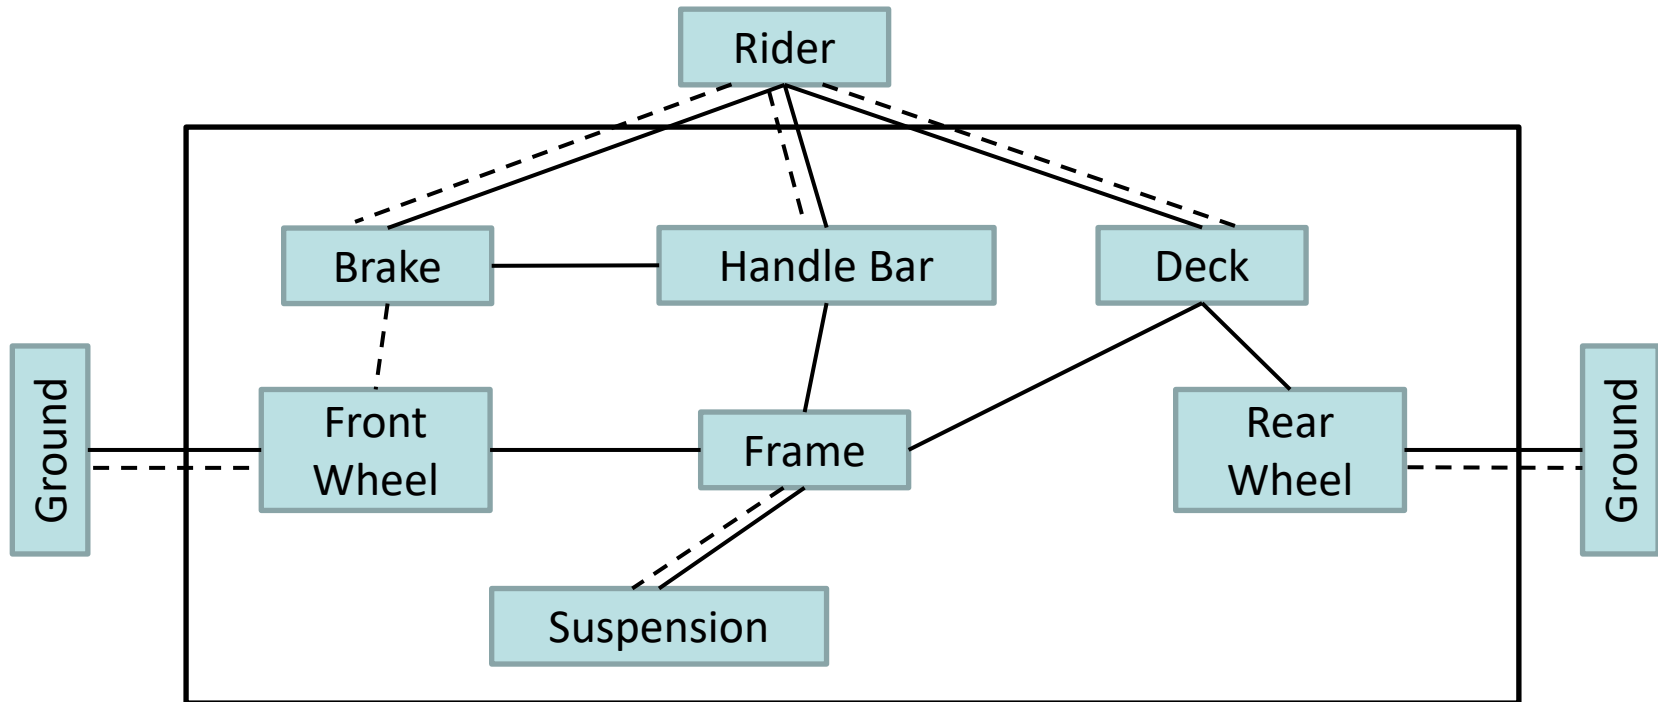 Rider
Brake
Handle Bar
Deck
Ground
Front
Wheel
Frame
Rear
Wheel
Ground
Suspension